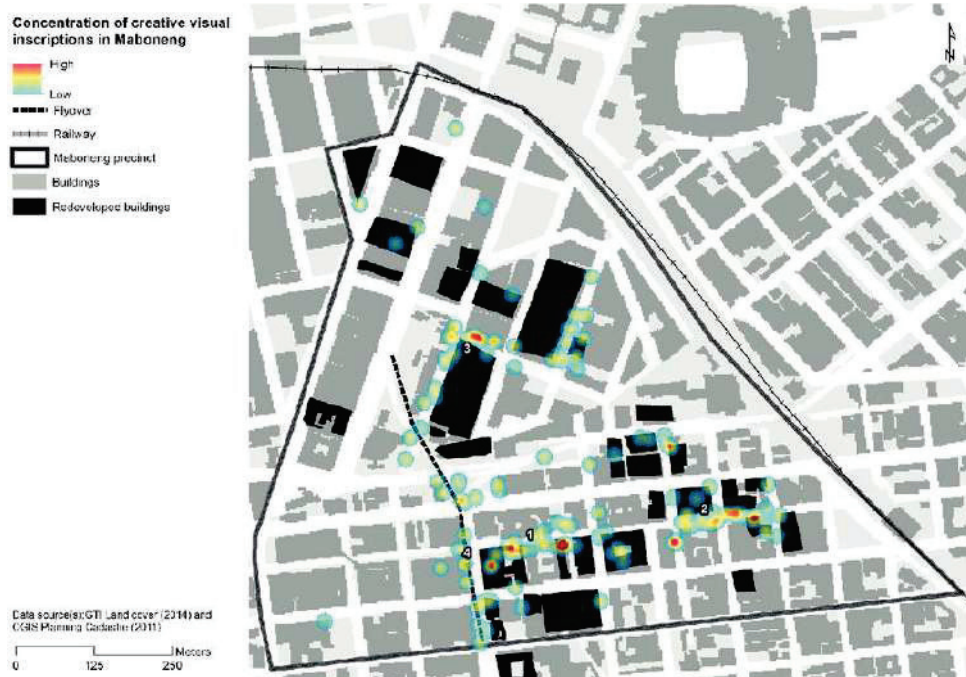 Concentration of creative visual
inscriptions in Maboneng
High
Low
Flyover
Railway
Maboneng precinct
Buildings
Redeveloped buildings
N
3
2
1
4
Data source(s):GTI Land cover (2014) and
CGIS Planning Cadastre (2011)
Meters
0 125 250